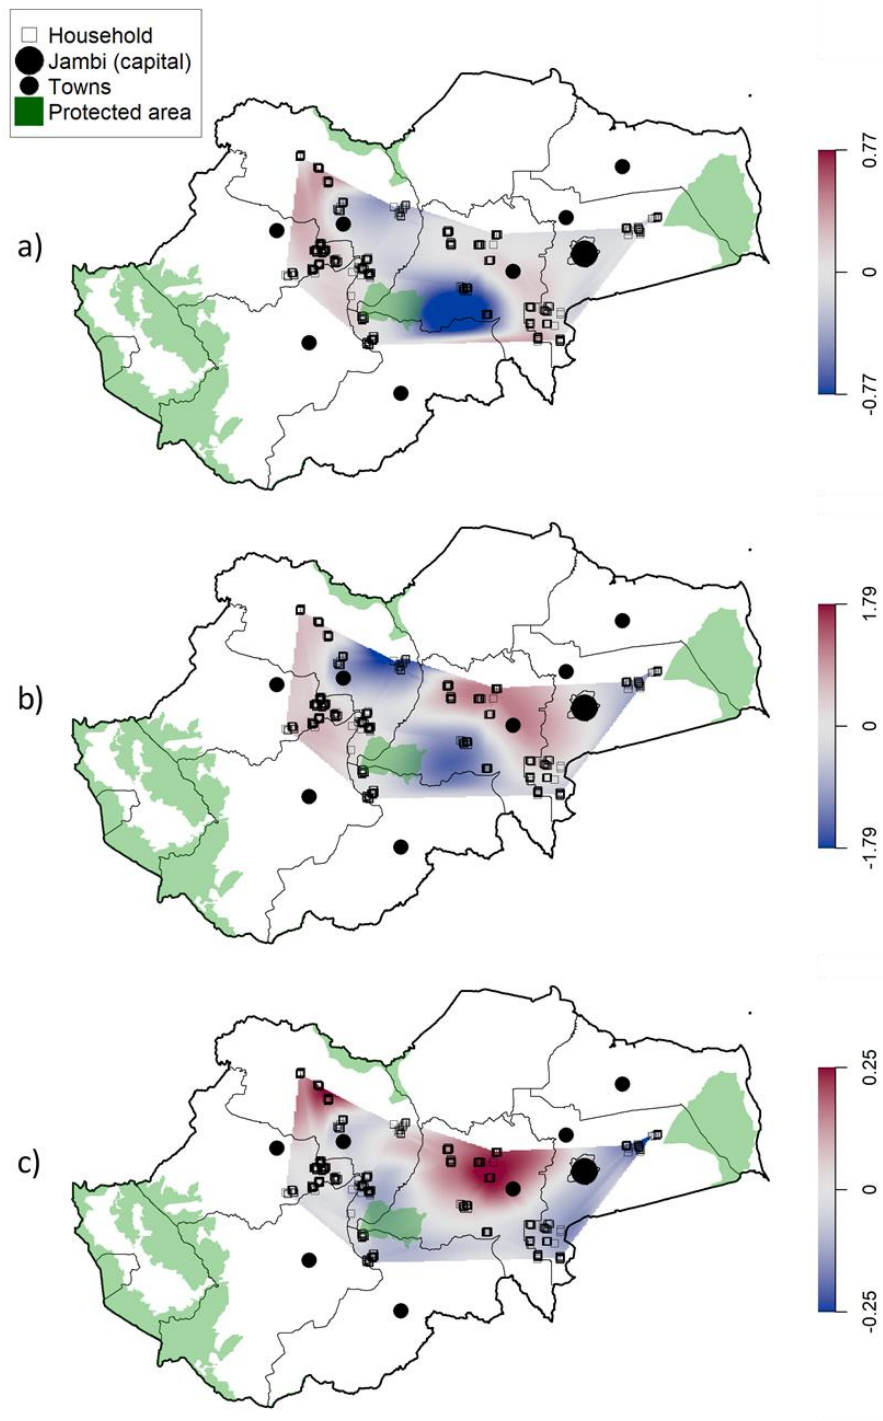 Household
Jambi (capital)
Towns
Protected area
a)
0.77
0
-0.77
b)
1.79
0
-1.79
c)
0.25
0
-0.25